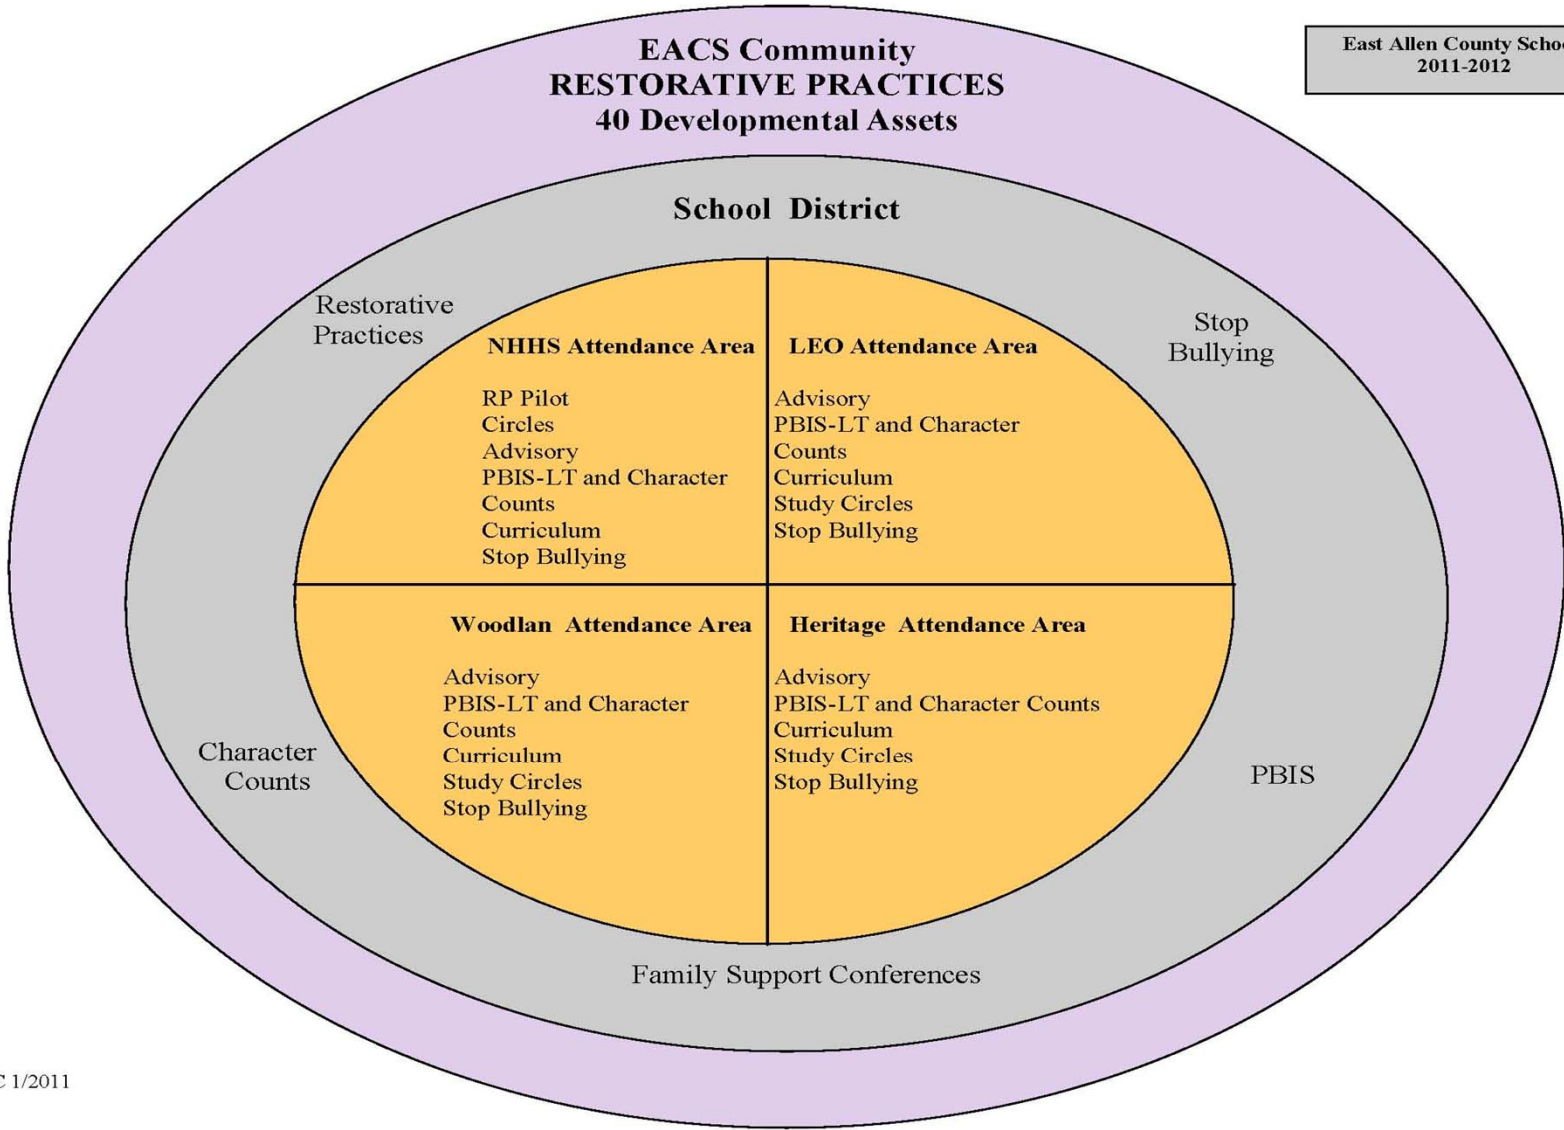 EACS Community
RESTORATIVE PRACTICES
40 Developmental Assets
East Allen County
2011-2012
School District
Restorative
Practices
Stop
Bullying
NHHS Attendance Area
RP Pilot
Circles
Advisory
PBIS-LT and Character
Counts
Curriculum
Stop Bullying
LEO Attendance Area
Advisory
PBIS-LT and Character
Counts
Curriculum
Study Circles
Stop Bullying
Woodlan Attendance Area
Advisory
PBIS-LT and Character
Counts
Curriculum
Study Circles
Stop Bullying
Heritage Attendance Area
Advisory
PBIS-LT and Character Counts
Curriculum
Study Circles
Stop Bullying
Character
Counts
PBIS
Family Support Conferences
1/2011